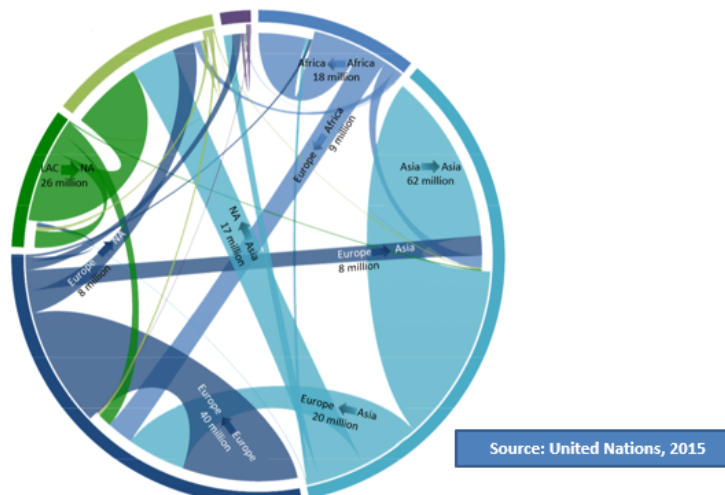 Africa Africa
18 million
Africa
Europe
9 million
LAC NA
26 million
Asia Asia
62 million
NA
Asia
17 million
Europe NA
8 million
Europe Asia
8 million
Europe Asia
20 million
Europe
Europe
40 million
Source: United Nations, 2015